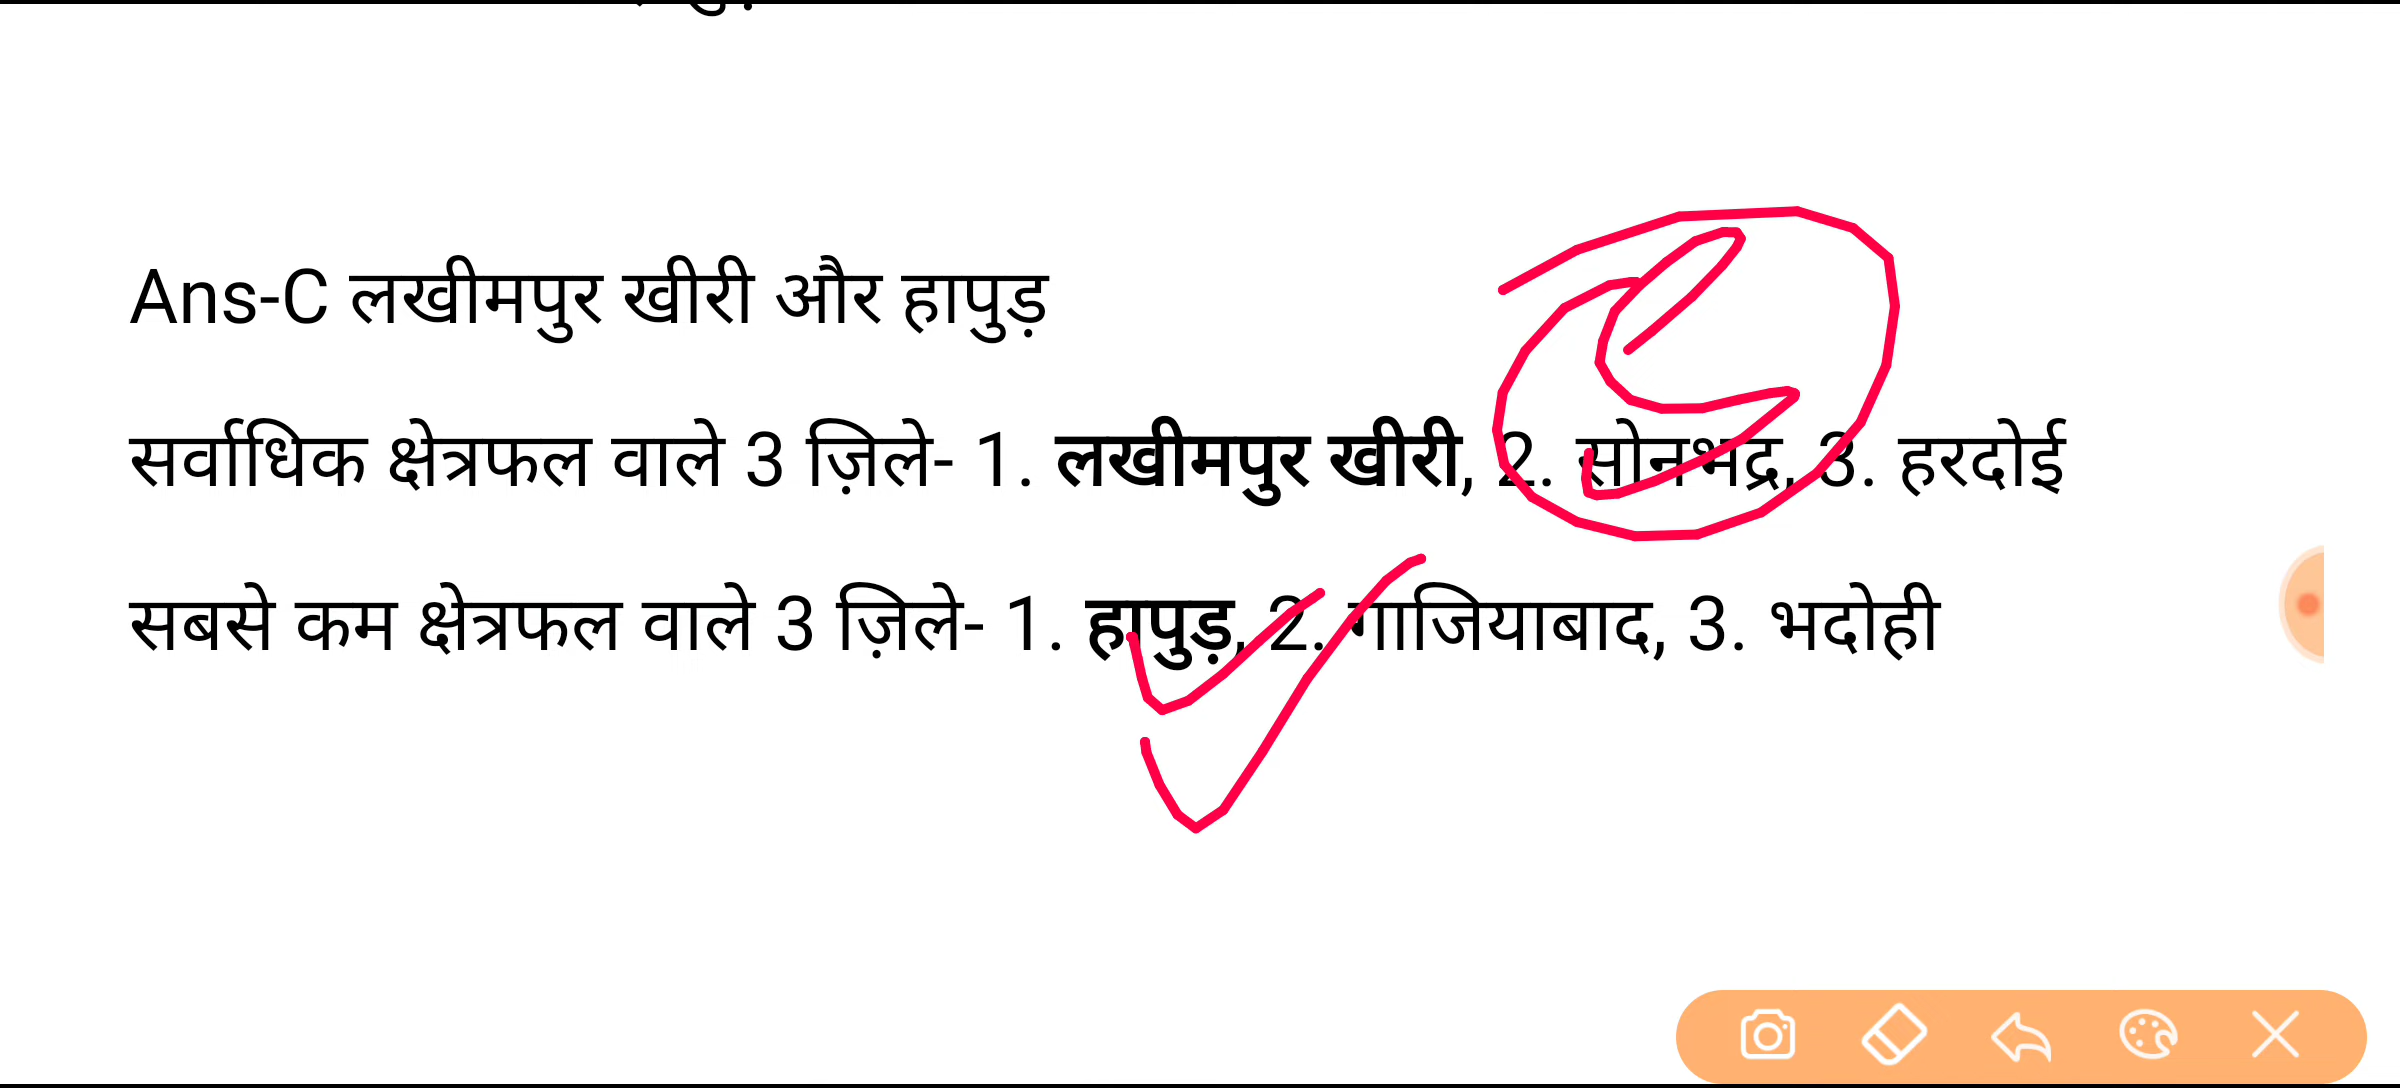 Ans-C लखीमपुर खीरी और हापुड़
सर्वाधिक क्षेत्रफल वाले 3 ज़िले- 1. लखीमपुर खीरी, 2. सोनभद्र, 3. हरदोई
सबसे कम क्षेत्रफल वाले 3 ज़िले- 1. हापुड़, 2. गाजियाबाद, 3. भदोही